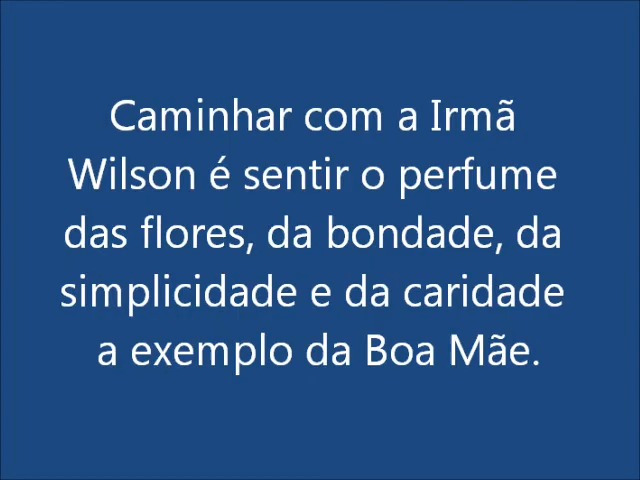 Caminhar com a Irmã
Wilson é sentir o perfume
das flores, da bondade, da
simplicidade e da caridade
a exemplo da Boa Mãe.